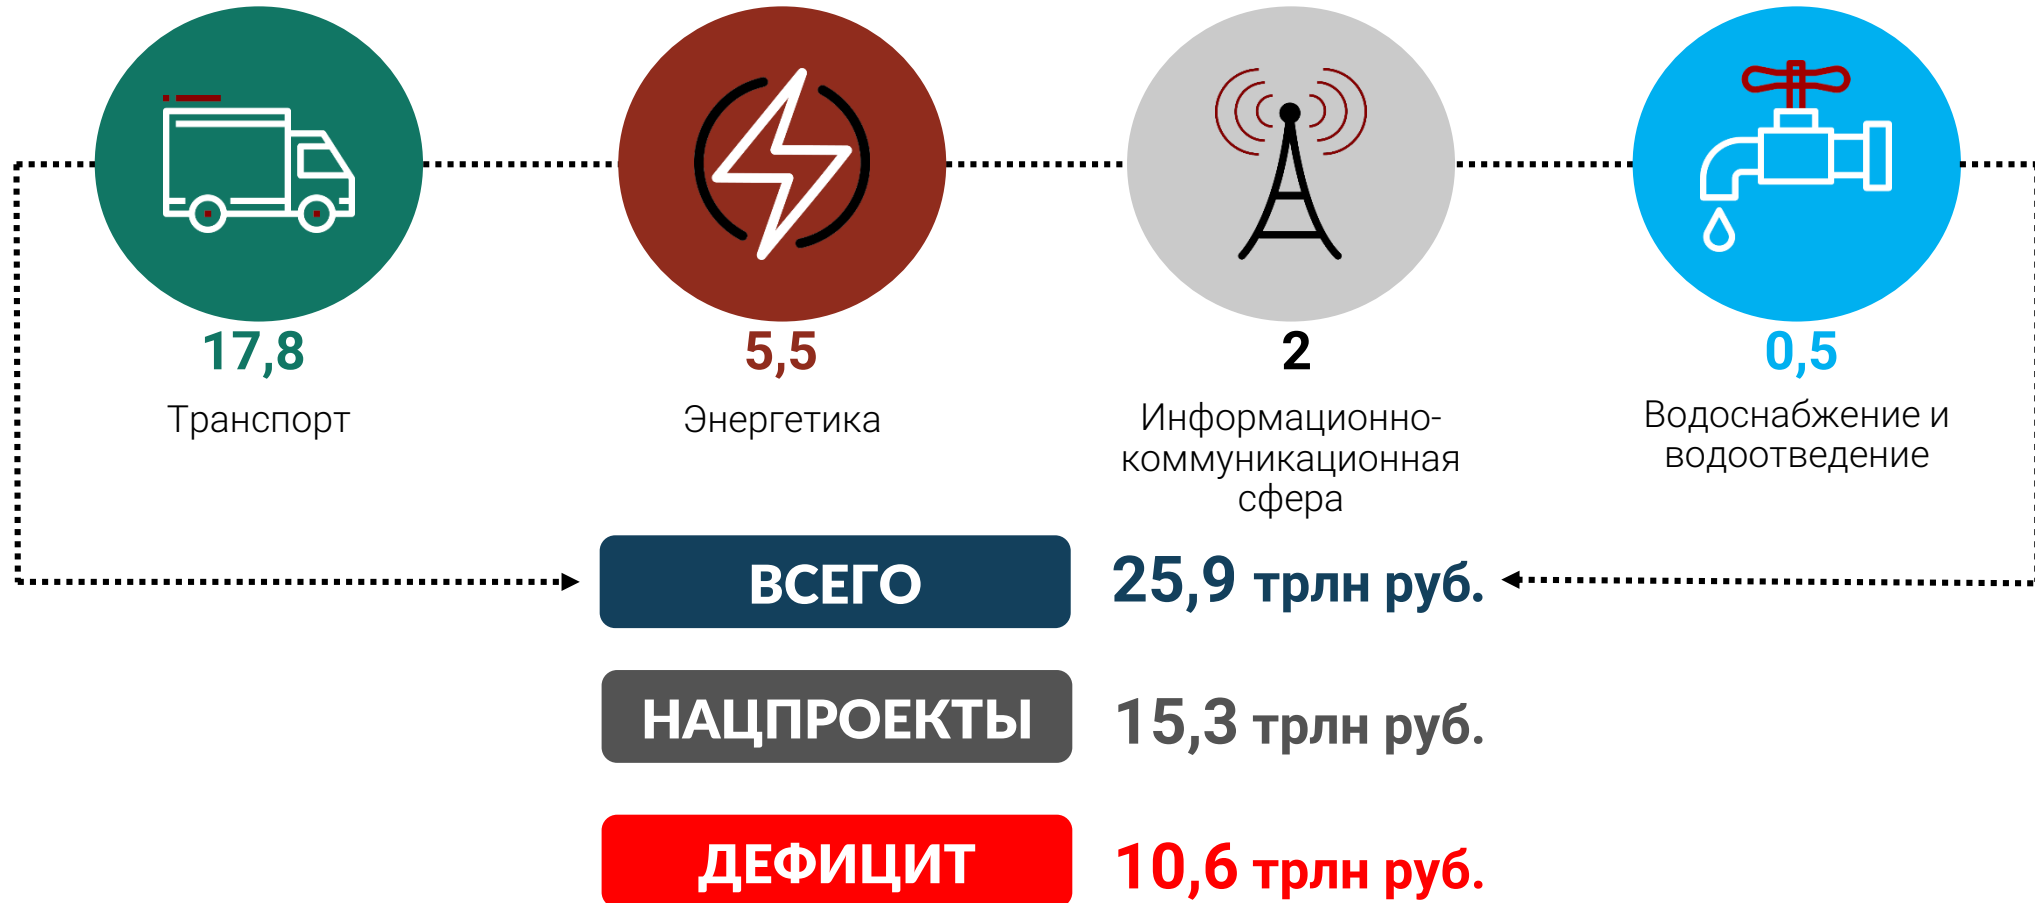 17,8
Транспорт
5,5
Энергетика
2
Информационно-
коммуникационная
сфера
0,5
Водоснабжение и
водоотведение
ВСЕГО
25,9 трлн руб.
НАЦПРОЕКТЫ
15,3 трлн руб.
ДЕФИЦИТ
10,6 трлн руб.